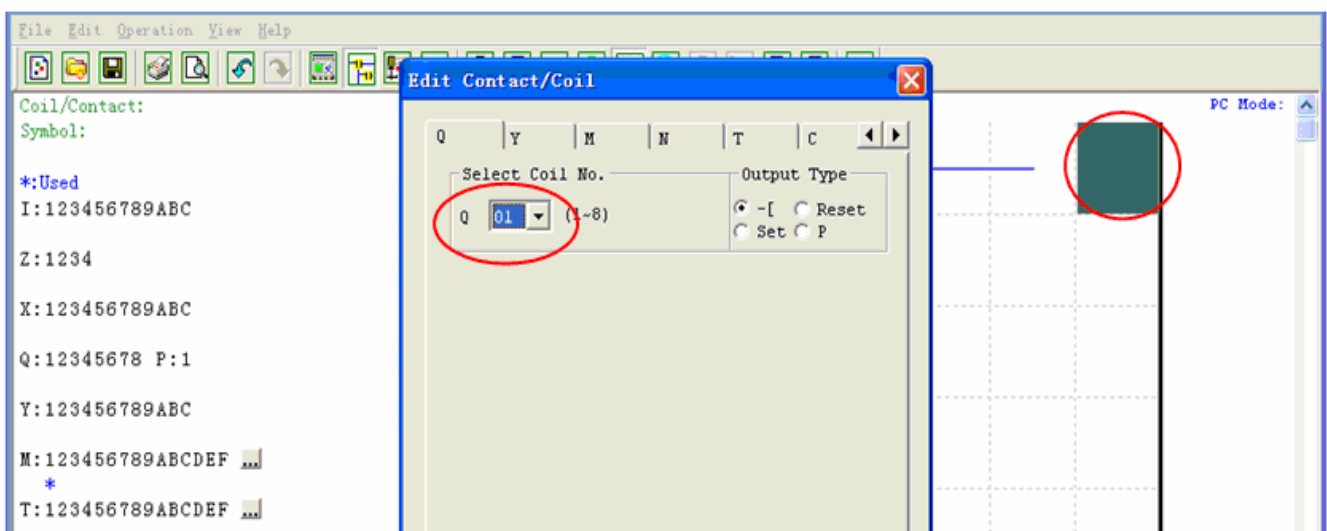 File Edit Operation View Help
Edit Contact/Coil
Coil/Contact:
PC Mode:
Symbol:
Q Y M N T C
Select Coil No.
Output Type
*:Used
I:123456789ABC
Q 01 (1~8)
-[ Reset
Set P
Z:1234
X:123456789ABC
Q:12345678 P:1
Y:123456789ABC
M:123456789ABCDEF ...
*
T:123456789ABCDEF ...